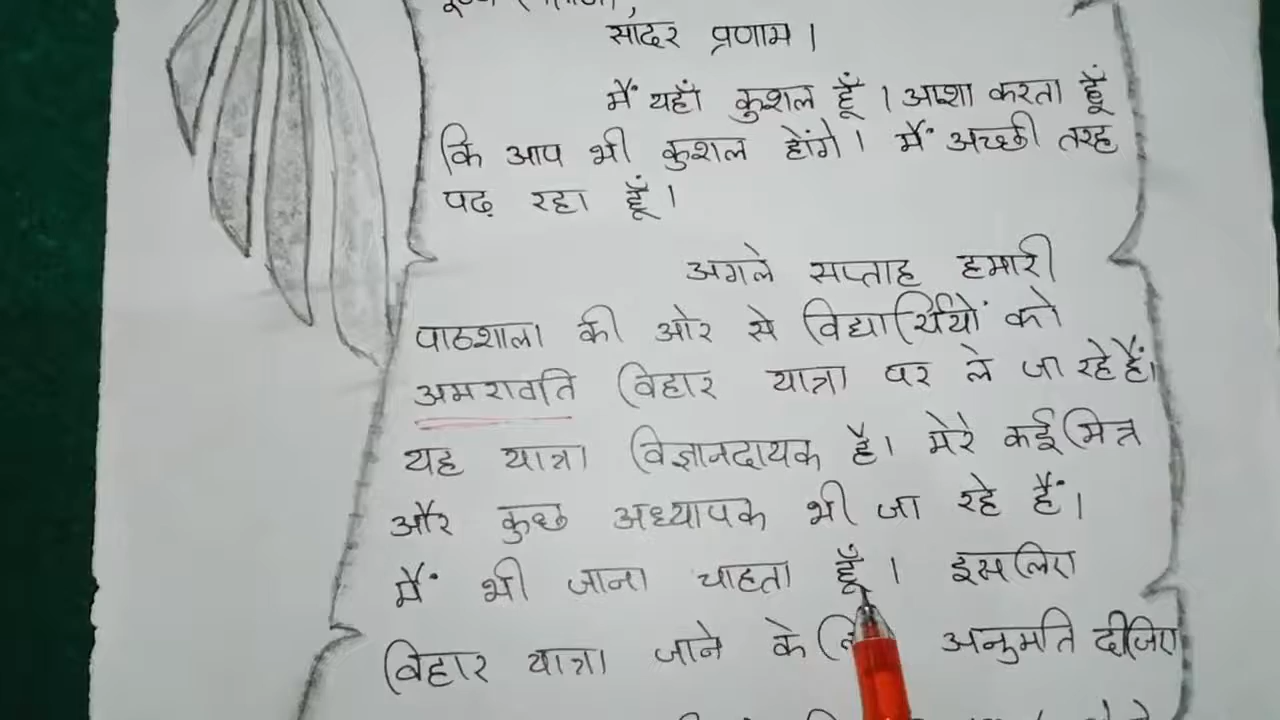 सादर प्रणाम।
मैं यहाँ कुशल हूँ। आशा करता हूँ
कि आप भी कुशल होंगे। मैं अच्छी तरह
पढ़ रहा हूँ।
अगले सप्ताह हमारी
पाठशाला की ओर से विद्यार्थियों को
अमरावति विहार यात्रा पर ले जा रहे हैं।
यह यात्रा विज्ञानदायक है। मेरे कई मित्र
और कुछ अध्यापक भी जा रहे हैं।
मैं भी जाना चाहता हूँ। इसलिए
विहार यात्रा जाने के अनुमति दीजिए